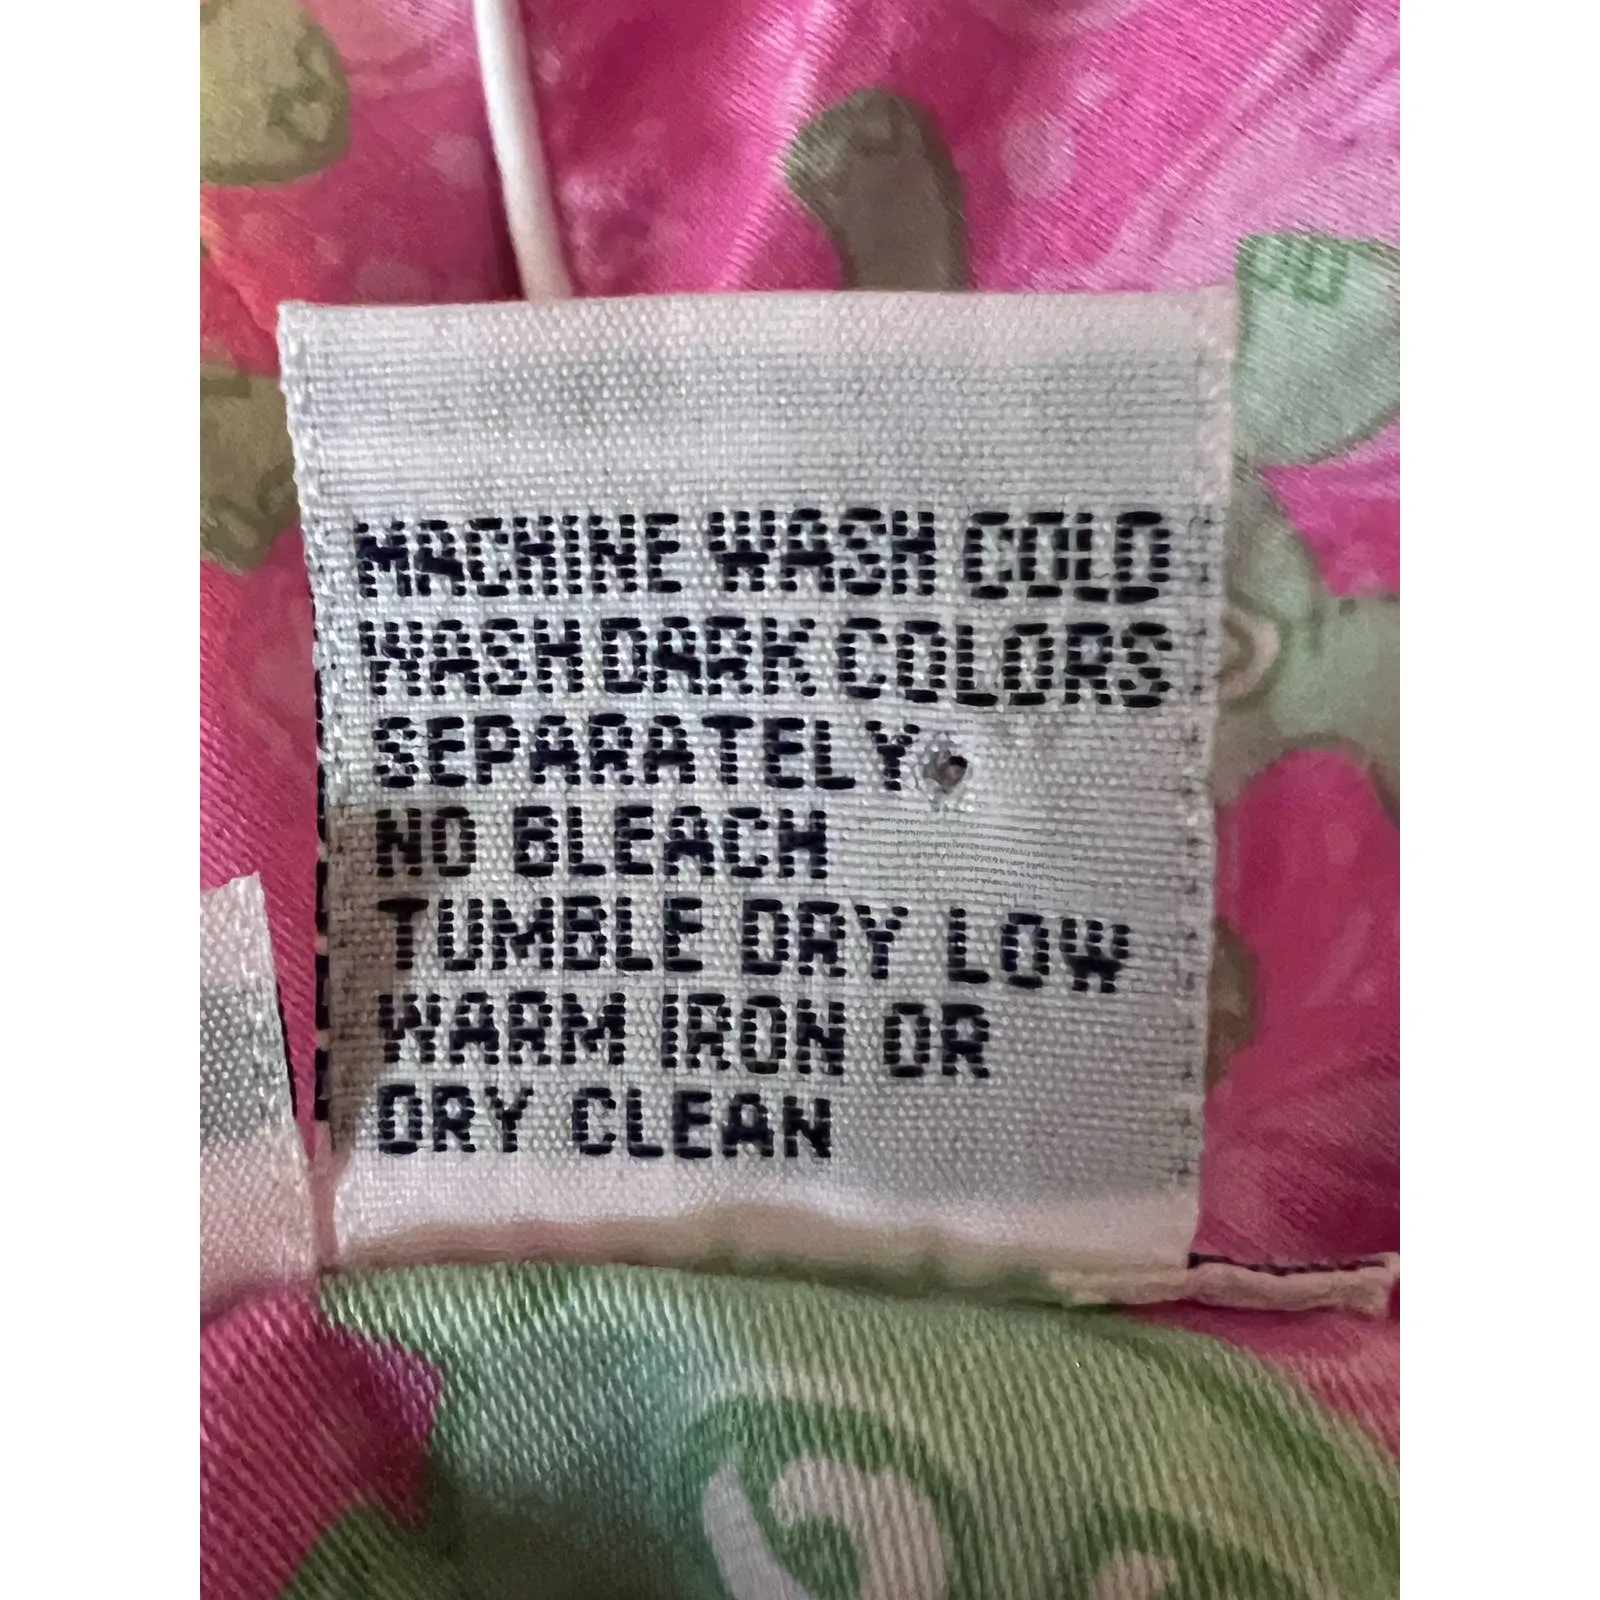 MACHINE WASH COLD
WASH DARK COLORS
SEPARATELY
NO BLEACH
TUMBLE DRY LOW
WARM IRON OR
DRY CLEAN